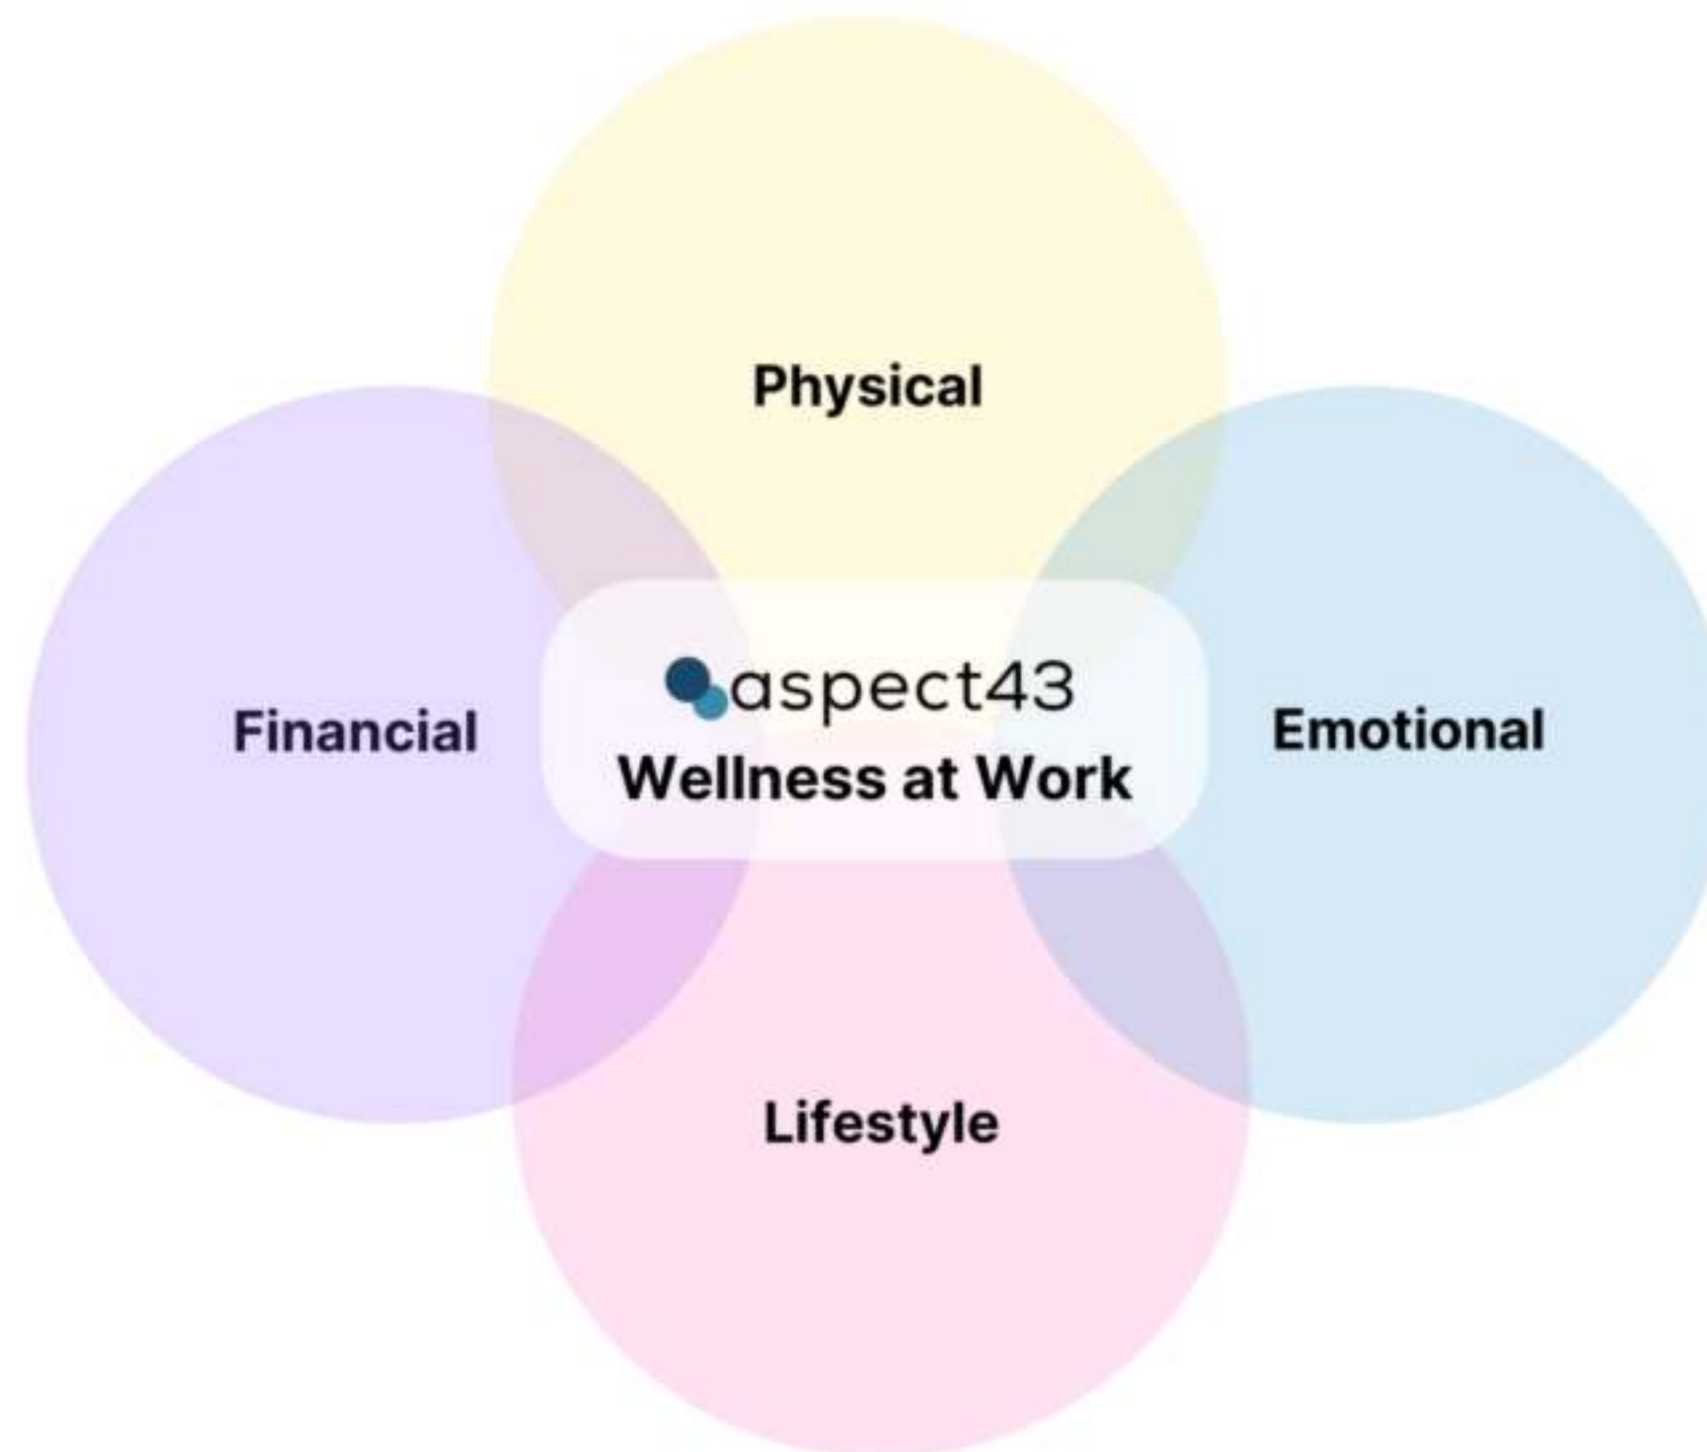 Physical
Financial
aspect43
Wellness at Work
Emotional
Lifestyle